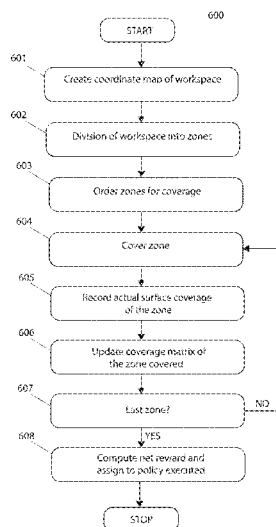 600
START
601
Create coordinate map of workspace
602
Division of workspace into zones
603
Order zones for coverage
604
Cover zone
605
Record actual surface coverage
of the zone
606
Update coverage matrix of
the zone covered
607
Last zone?
NO
YES
608
Compute net reward and
assign to policy executed
STOP